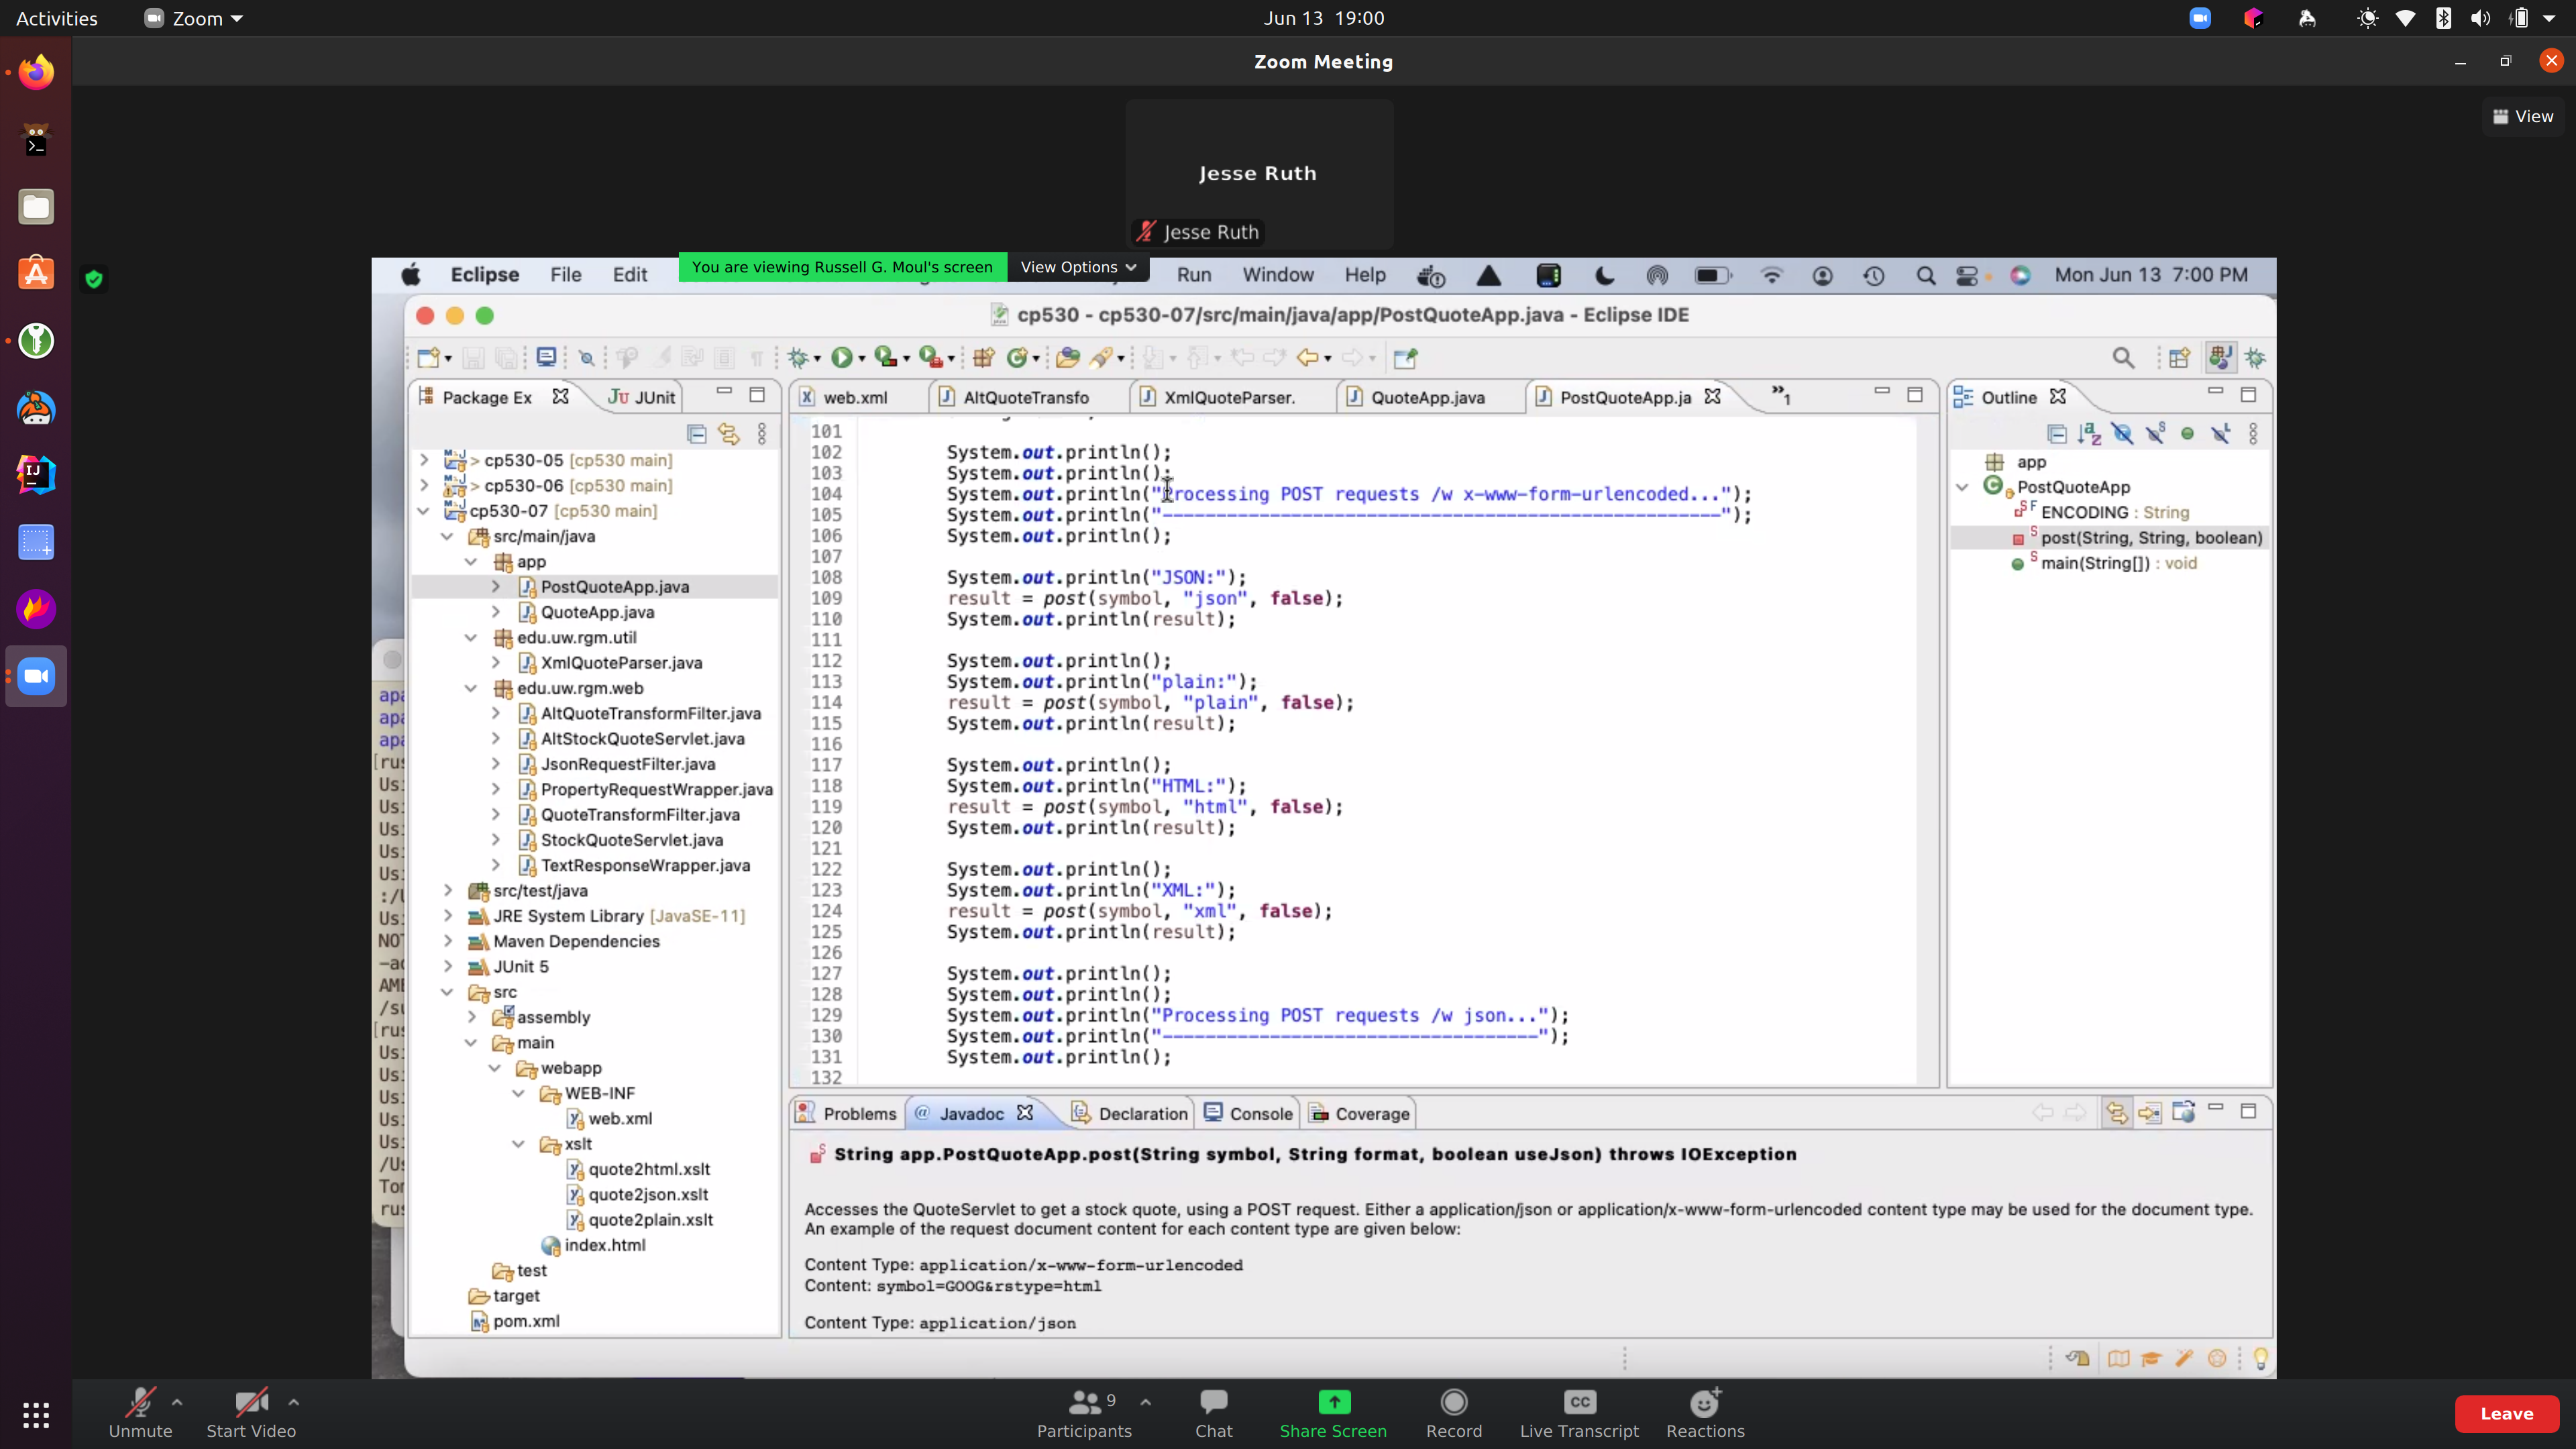 Activities
Zoom
Jun 13 19:00
Zoom Meeting
View
Jesse Ruth
Jesse Ruth
You are viewing Russell G. Moul's screen
View Options
Eclipse File Edit Run Window Help Mon Jun 13 7:00 PM
cp530 - cp530-07/src/main/java/app/PostQuoteApp.java - Eclipse IDE
Package Ex
JUnit
> cp530-05 [cp530 main]
> cp530-06 [cp530 main]
cp530-07 [cp530 main]
src/main/java
app
PostQuoteApp.java
QuoteApp.java
edu.uw.rgm.util
XmlQuoteParser.java
edu.uw.rgm.web
AltQuoteTransformFilter.java
AltStockQuoteServlet.java
JsonRequestFilter.java
PropertyRequestWrapper.java
QuoteTransformFilter.java
StockQuoteServlet.java
TextResponseWrapper.java
src/test/java
JRE System Library [JavaSE-11]
Maven Dependencies
JUnit 5
src
assembly
main
webapp
WEB-INF
web.xml
xslt
quote2html.xslt
quote2json.xslt
quote2plain.xslt
index.html
test
target
pom.xml
web.xml
AltQuoteTransfo
XmlQuoteParser.
QuoteApp.java
PostQuoteApp.ja
»1
101
102 System.out.println();
103 System.out.println();
104 System.out.println("Processing POST requests /w x-www-form-urlencoded...");
105 System.out.println("----------------------------------------------------");
106 System.out.println();
107
108 System.out.println("JSON:");
109 result = post(symbol, "json", false);
110 System.out.println(result);
111
112 System.out.println();
113 System.out.println("plain:");
114 result = post(symbol, "plain", false);
115 System.out.println(result);
116
117 System.out.println();
118 System.out.println("HTML:");
119 result = post(symbol, "html", false);
120 System.out.println(result);
121
122 System.out.println();
123 System.out.println("XML:");
124 result = post(symbol, "xml", false);
125 System.out.println(result);
126
127 System.out.println();
128 System.out.println();
129 System.out.println("Processing POST requests /w json...");
130 System.out.println("-----------------------------------");
131 System.out.println();
132
Outline
app
PostQuoteApp
ENCODING : String
post(String, String, boolean)
main(String[]) : void
Problems
@ Javadoc
Declaration
Console
Coverage
String app.PostQuoteApp.post(String symbol, String format, boolean useJson) throws IOException
Accesses the QuoteServlet to get a stock quote, using a POST request. Either a application/json or application/x-www-form-urlencoded content type may be used for the document type.
An example of the request document content for each content type are given below:
Content Type: application/x-www-form-urlencoded
Content: symbol=GOOG&rstype=html
Content Type: application/json
Unmute
Start Video
Participants
9
Chat
Share Screen
Record
CC
Live Transcript
Reactions
Leave